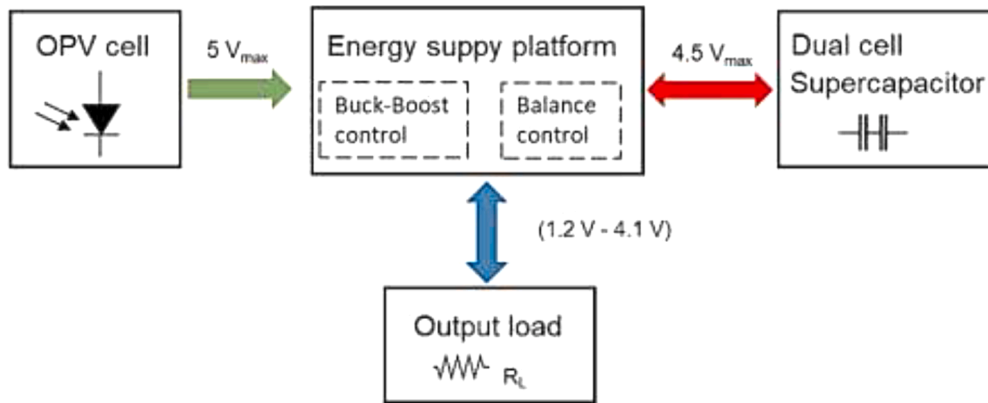 OPV cell
5 Vmax
Energy suppy platform
Buck-Boost
control
Balance
control
4.5 Vmax
Dual cell
Supercapacitor
(1.2 V - 4.1 V)
Output load
RL